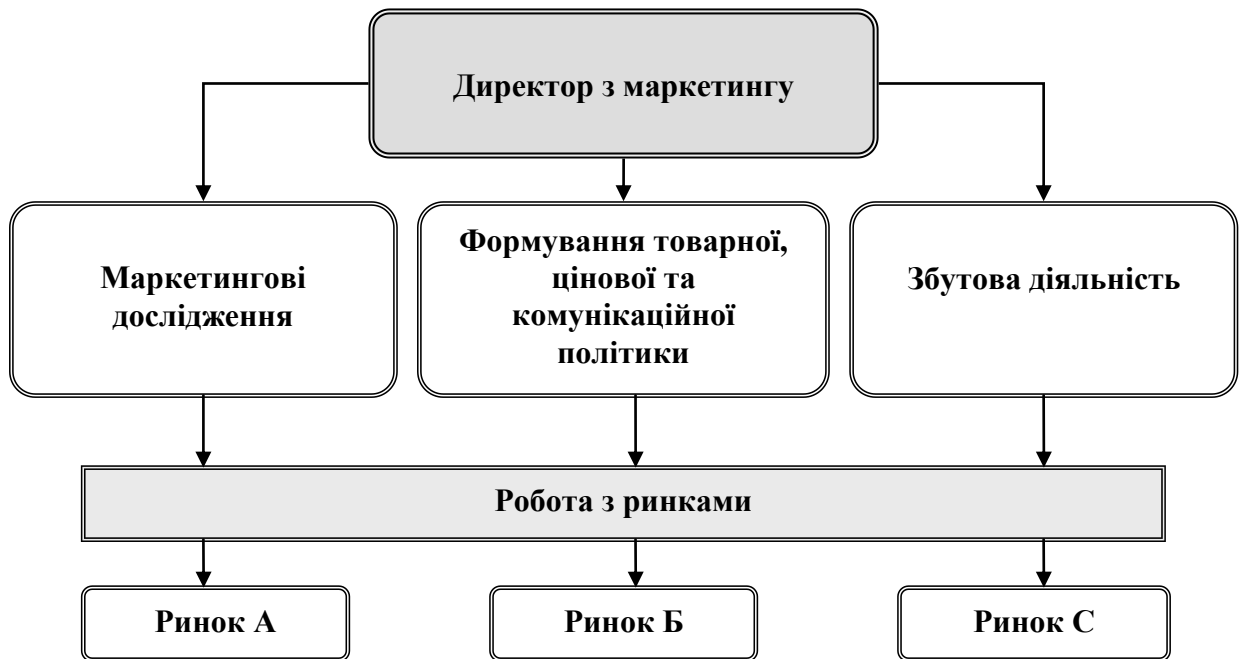 Директор з маркетингу
Маркетингові
дослідження
Формування товарної,
цінової та
комунікаційної
політики
Збутова діяльність
Робота з ринками
Ринок А
Ринок Б
Ринок С